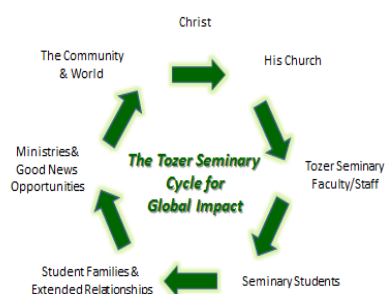 Christ
His Church
Tozer Seminary
Faculty/Staff
Seminary Students
Student Families &
Extended Relationships
Ministries&
Good News
Opportunities
The Community
& World
The Tozer Seminary
Cycle for
Global Impact